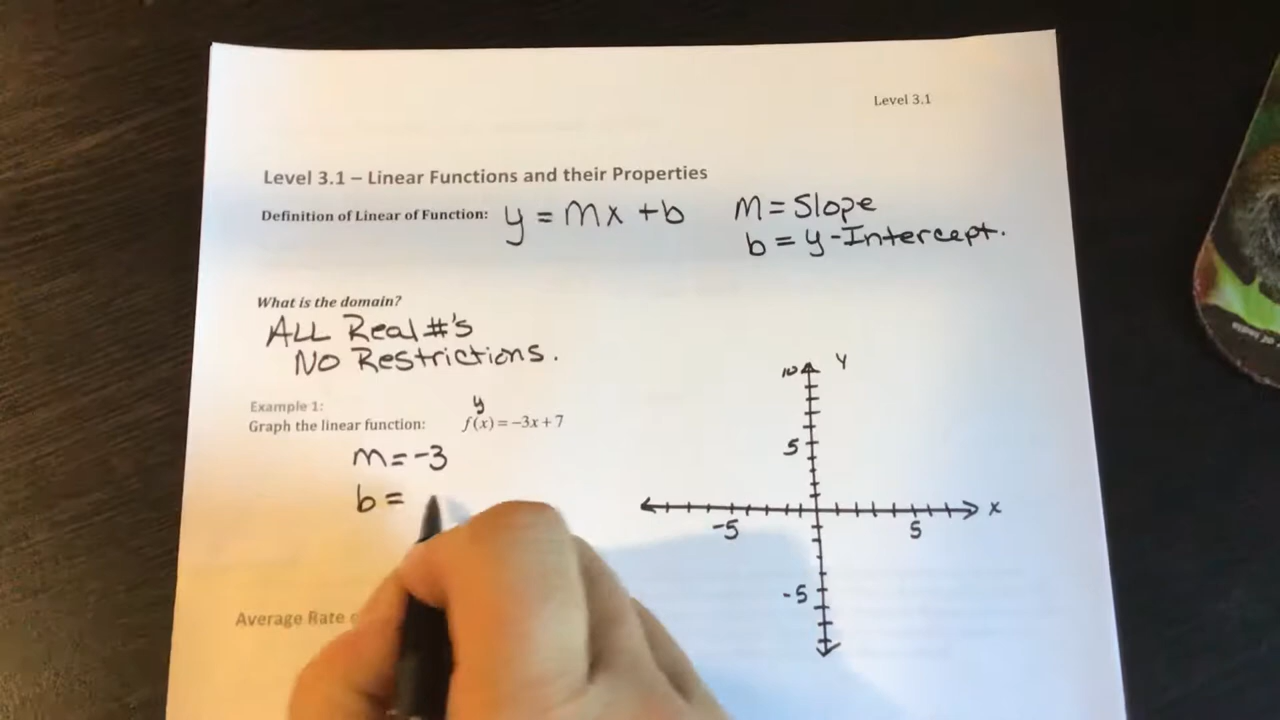 Level 3.1
Level 3.1 – Linear Functions and their Properties
Definition of Linear of Function: y = mx + b
m = Slope
b = y-Intercept.
What is the domain?
ALL Real #'s
NO Restrictions.
Example 1:
y
Graph the linear function: f(x) = −3x + 7
m = -3
b =
10 Y
5
-5 5 x
-5
Average Rate